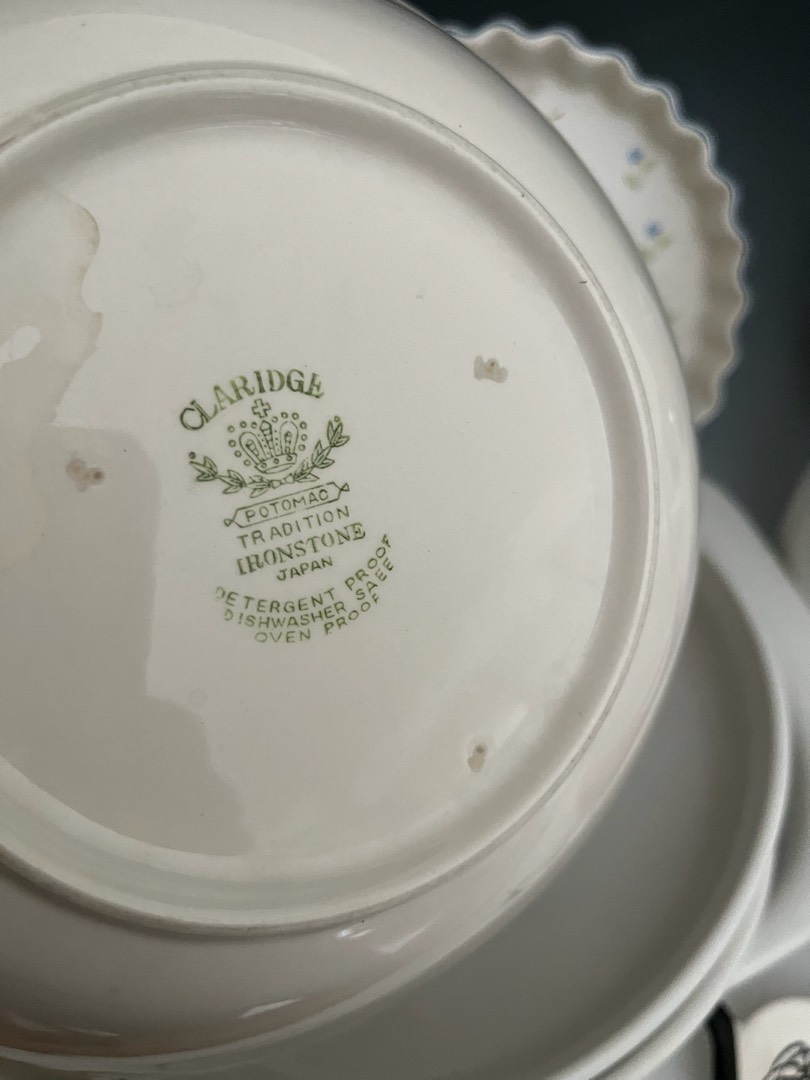 CLARIDGE
POTOMAC
TRADITION
IRONSTONE
JAPAN
DETERGENT PROOF
DISHWASHER SAFE
OVEN PROOF